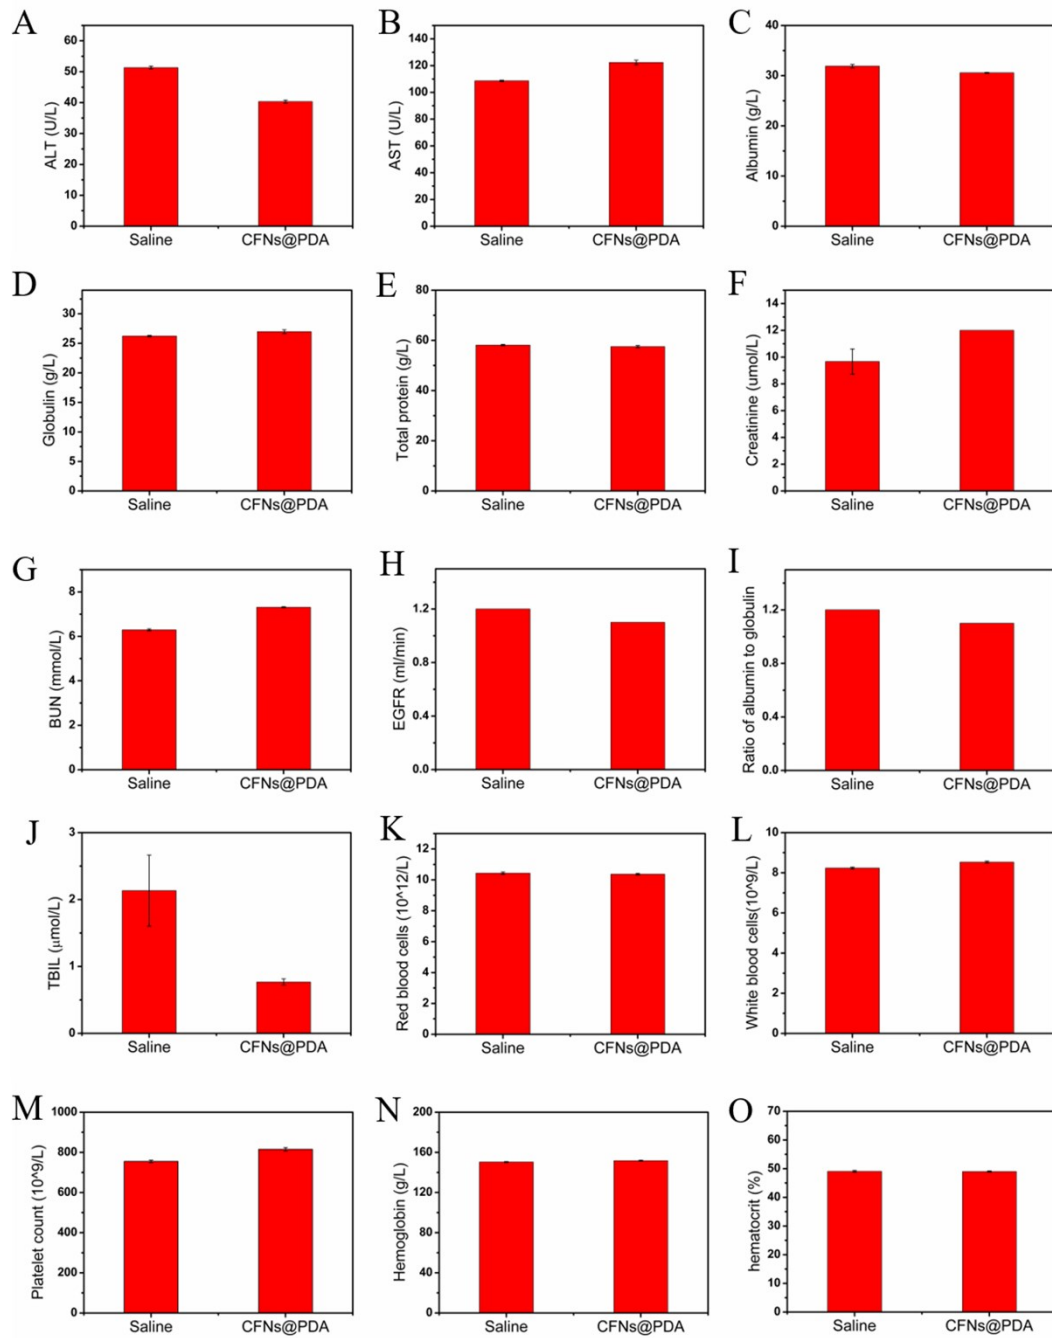 A
ALT (U/L)
60
50
40
30
20
10
0
Saline
CFNs@PDA
B
AST (U/L)
140
120
100
80
60
40
20
0
Saline
CFNs@PDA
C
Albumin (g/L)
40
30
20
10
0
Saline
CFNs@PDA
D
Globulin (g/L)
30
25
20
15
10
5
0
Saline
CFNs@PDA
E
Total protein (g/L)
80
60
40
20
0
Saline
CFNs@PDA
F
Creatinine (umol/L)
14
12
10
8
6
4
2
0
Saline
CFNs@PDA
G
BUN (mmol/L)
8
6
4
2
0
Saline
CFNs@PDA
H
EGFR (ml/min)
1.2
0.8
0.4
0.0
Saline
CFNs@PDA
I
Ratio of albumin to globulin
1.2
0.8
0.4
0.0
Saline
CFNs@PDA
J
TBIL (μmol/L)
3
2
1
0
Saline
CFNs@PDA
K
Red blood cells (10^12/L)
12
10
8
6
4
2
0
Saline
CFNs@PDA
L
White blood cells(10^9/L)
10
8
6
4
2
0
Saline
CFNs@PDA
M
Platelet count (10^9/L)
1000
800
600
400
200
0
Saline
CFNs@PDA
N
Hemoglobin (g/L)
200
160
120
80
40
0
Saline
CFNs@PDA
O
hematocrit (%)
70
60
50
40
30
20
10
0
Saline
CFNs@PDA